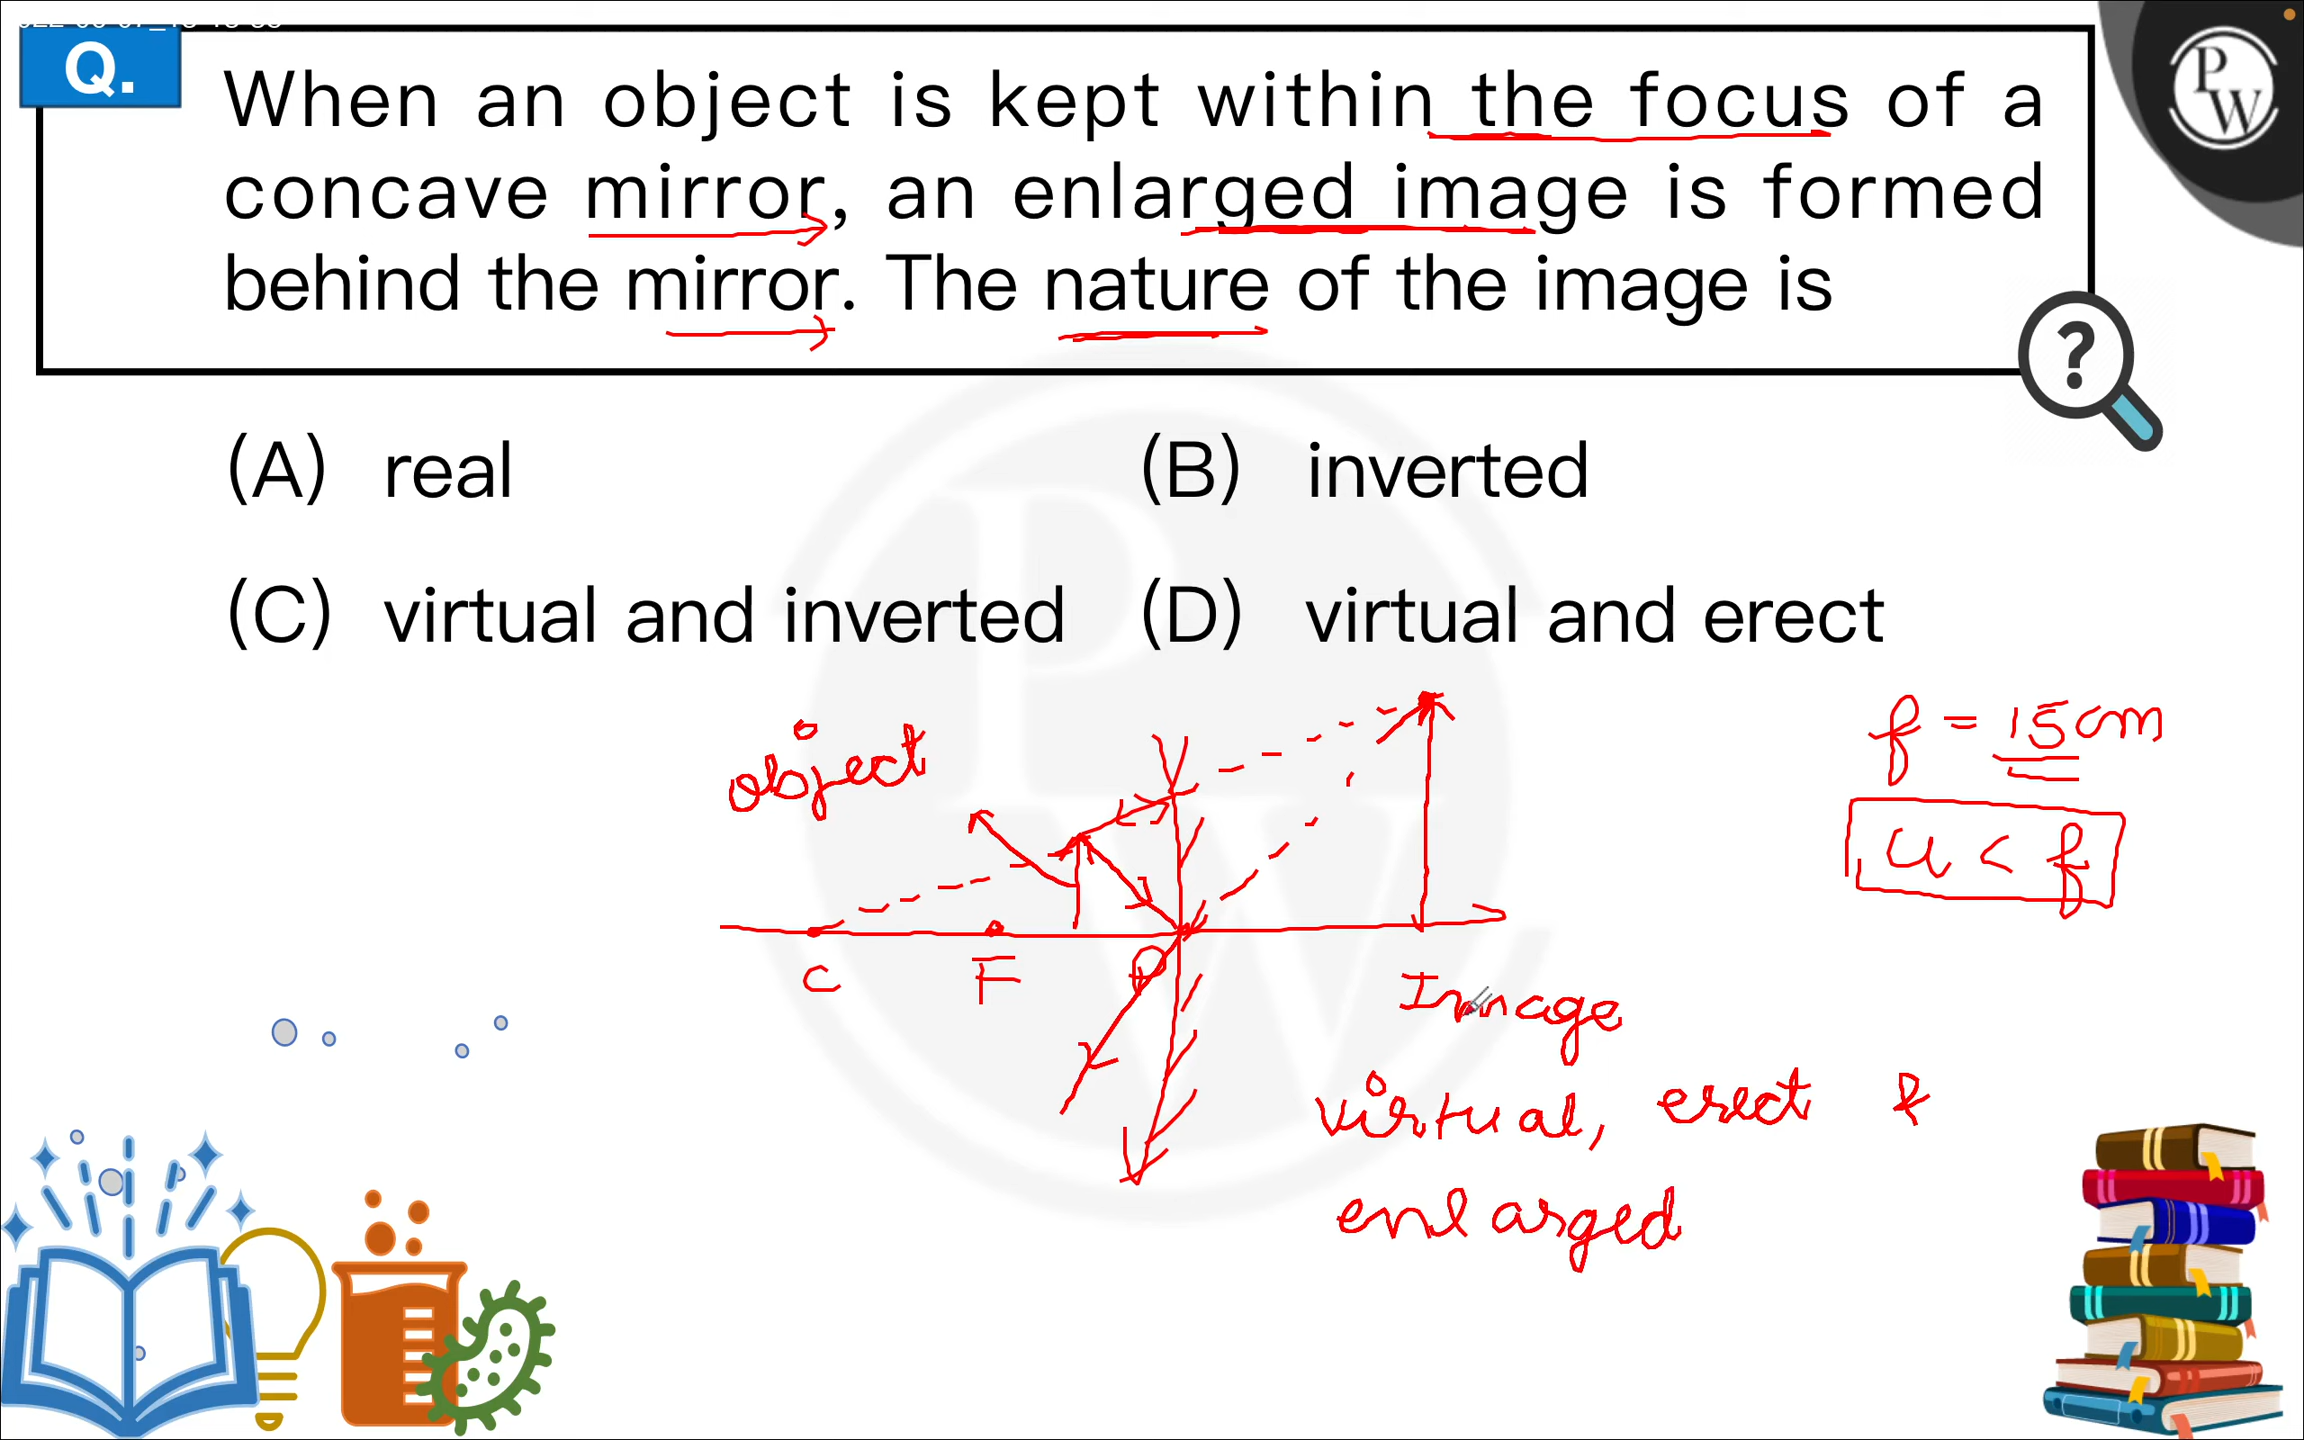 Q.
When an object is kept within the focus of a
concave mirror, an enlarged image is formed
behind the mirror. The nature of the image is
PW
?
(A) real
(B) inverted
(C) virtual and inverted
(D) virtual and erect
object
f = 15cm
u < f
C
F
P
Image
virtual, erect &
enlarged